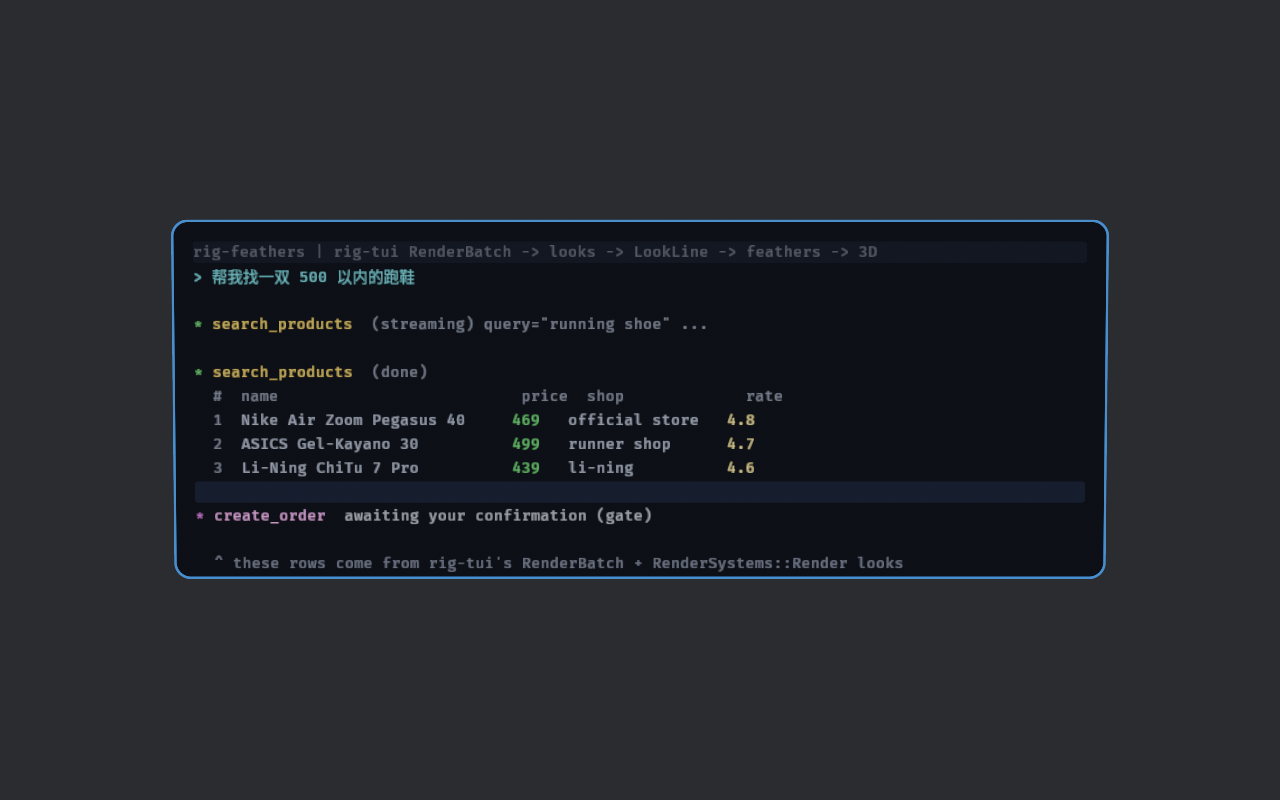 rig-feathers | rig-tui RenderBatch -> looks -> LookLine -> feathers -> 3D
> 帮我找一双 500 以内的跑鞋
* search_products (streaming) query="running shoe" ...
* search_products (done)
# name price shop rate
1 Nike Air Zoom Pegasus 40 469 official store 4.8
2 ASICS Gel-Kayano 30 499 runner shop 4.7
3 Li-Ning ChiTu 7 Pro 439 li-ning 4.6
* create_order awaiting your confirmation (gate)
^ these rows come from rig-tui's RenderBatch + RenderSystems::Render looks